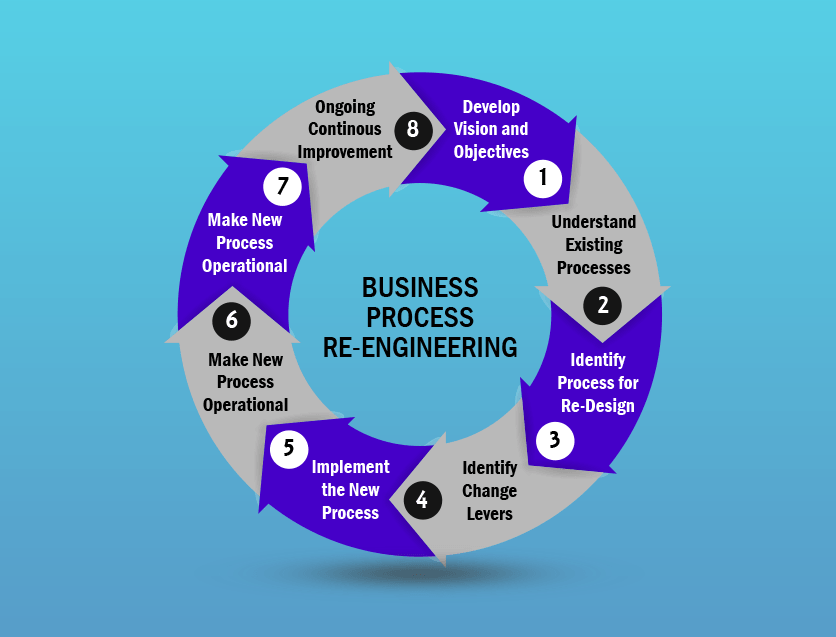 BUSINESS
PROCESS
RE-ENGINEERING
Develop
Vision and
Objectives
1
Understand
Existing
Processes
2
Identify
Process for
Re-Design
3
Identify
Change
Levers
4
Implement
the New
Process
5
Make New
Process
Operational
6
Make New
Process
Operational
7
Ongoing
Continous
Improvement
8